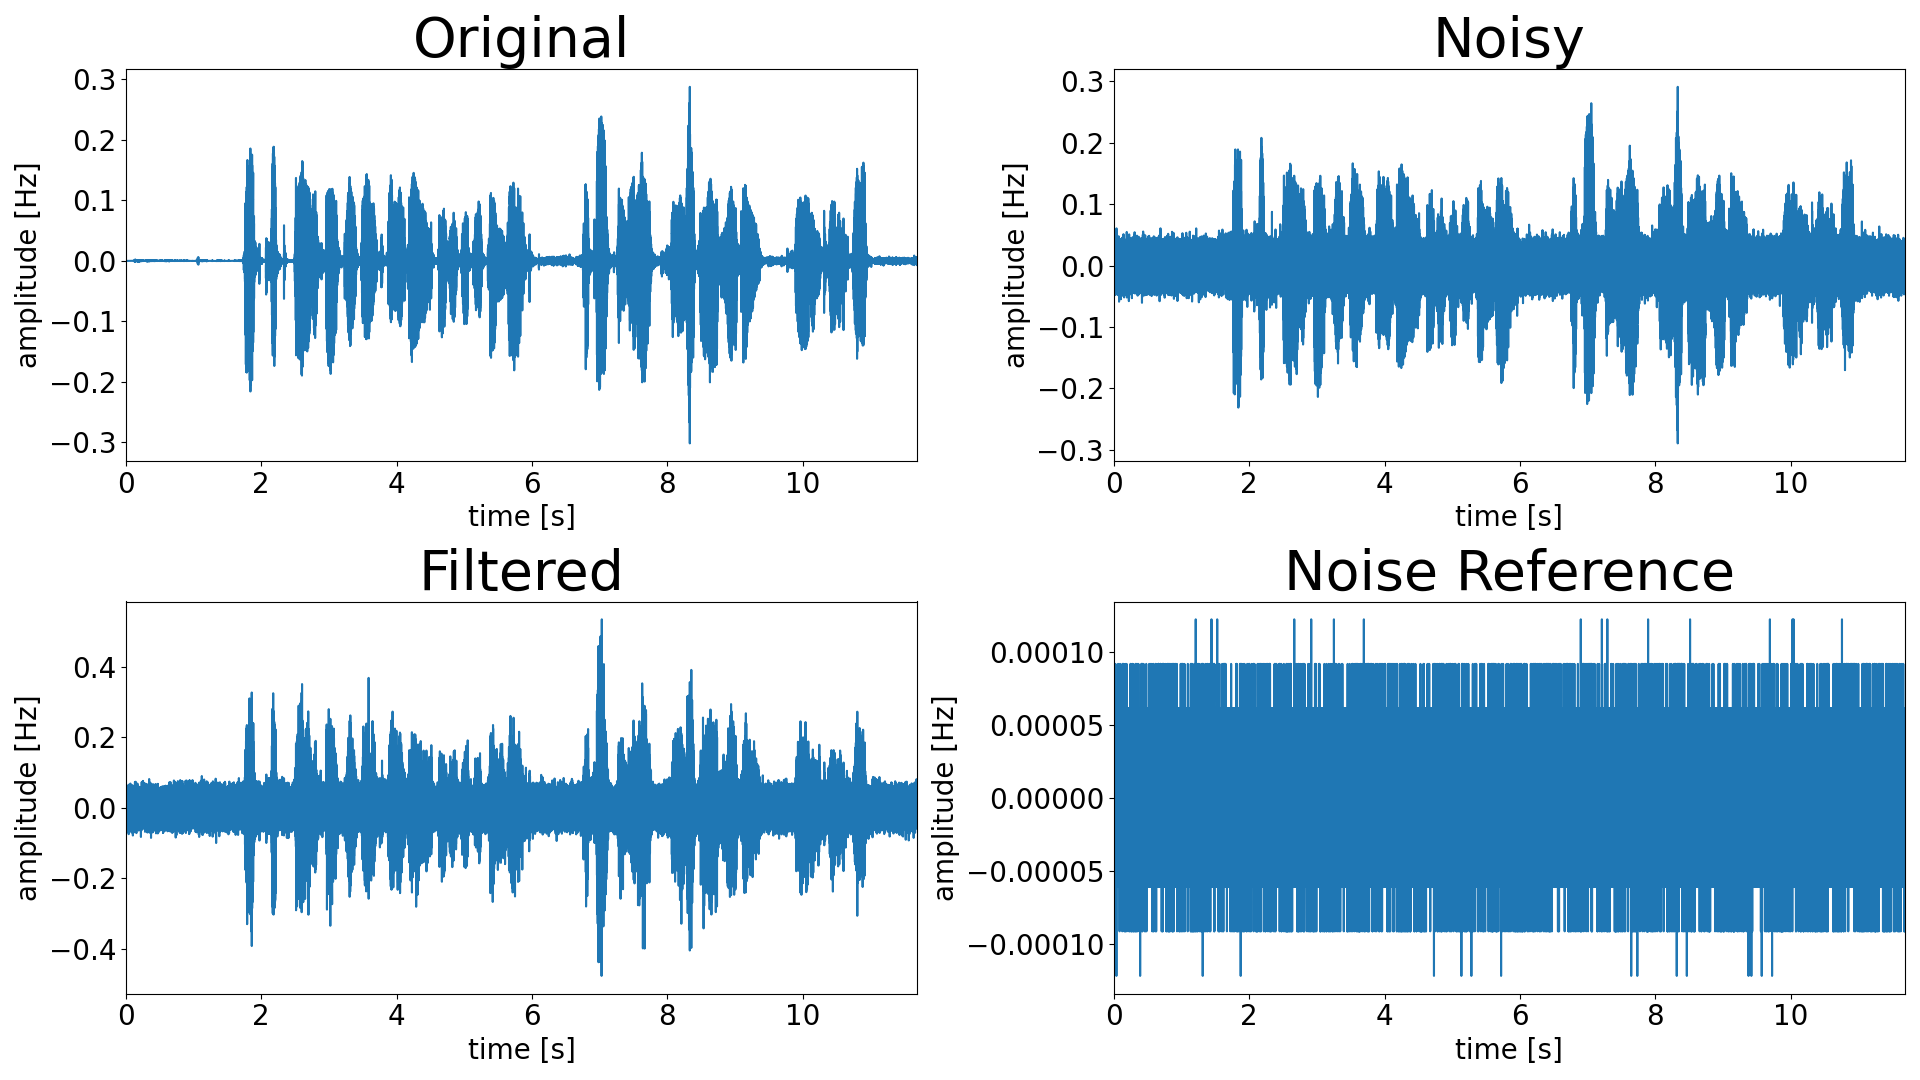 Original
amplitude [Hz]
0.3
0.2
0.1
0.0
−0.1
−0.2
−0.3
0 2 4 6 8 10
time [s]
Noisy
amplitude [Hz]
0.3
0.2
0.1
0.0
−0.1
−0.2
−0.3
0 2 4 6 8 10
time [s]
Filtered
amplitude [Hz]
0.4
0.2
0.0
−0.2
−0.4
0 2 4 6 8 10
time [s]
Noise Reference
amplitude [Hz]
0.00010
0.00005
0.00000
−0.00005
−0.00010
0 2 4 6 8 10
time [s]